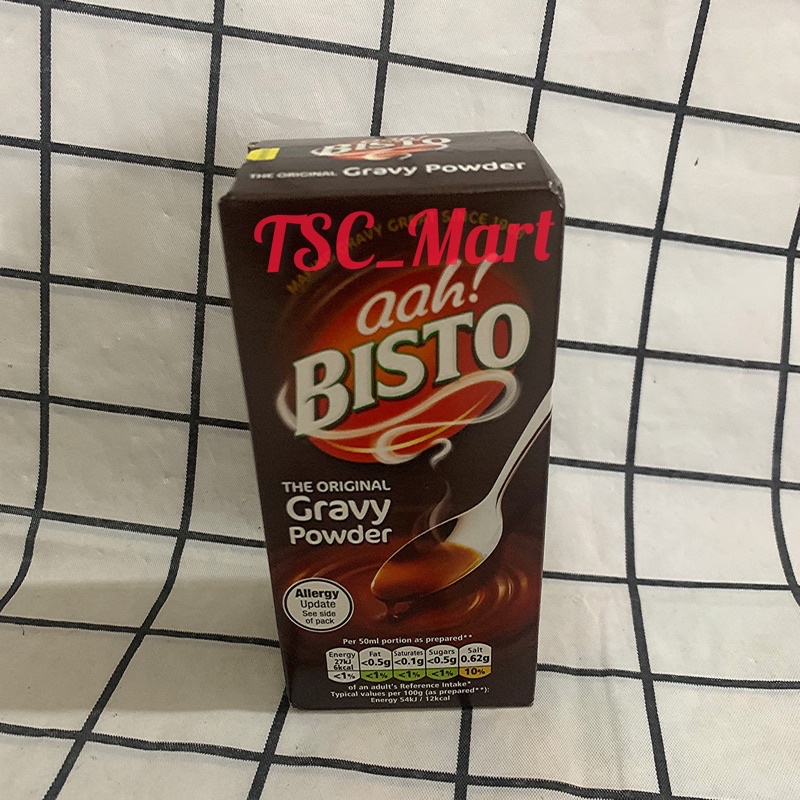 BISTO
THE ORIGINAL Gravy Powder
GRAVY GREAT SINCE
TSC_Mart
aah!
BISTO
THE ORIGINAL
Gravy
Powder
Allergy
Update
See side
of pack
Per 50ml portion as prepared**
Energy 27kJ 6kcal <1%
Fat <0.5g <1%
Saturates <0.1g <1%
Sugars <0.5g <1%
Salt 0.62g 10%
of an adult's Reference Intake*
Typical values per 100g (as prepared**):
Energy 54kJ / 12kcal